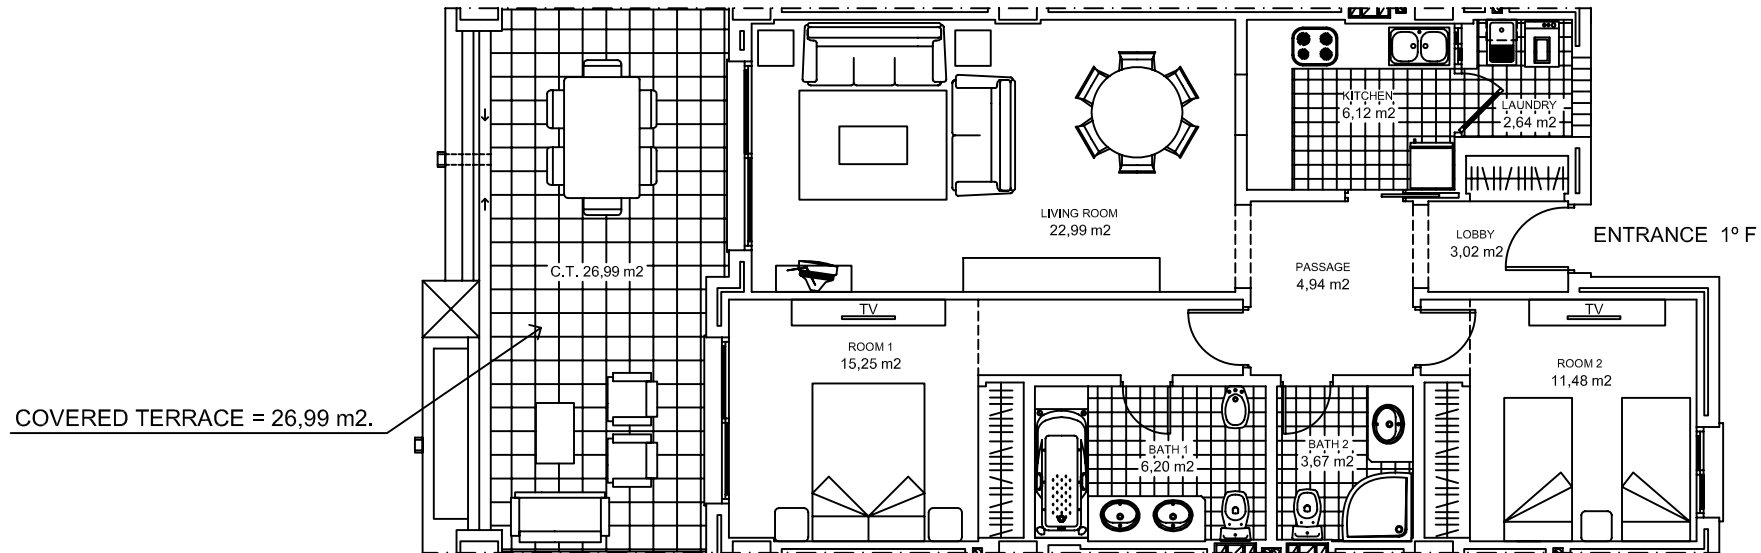 KITCHEN
6,12 m2
LAUNDRY
2,64 m2
LIVING ROOM
22,99 m2
LOBBY
3,02 m2
ENTRANCE 1º F
C.T. 26,99 m2
PASSAGE
4,94 m2
TV
TV
ROOM 1
15,25 m2
ROOM 2
11,48 m2
COVERED TERRACE = 26,99 m2.
BATH 1
6,20 m2
BATH 2
3,67 m2